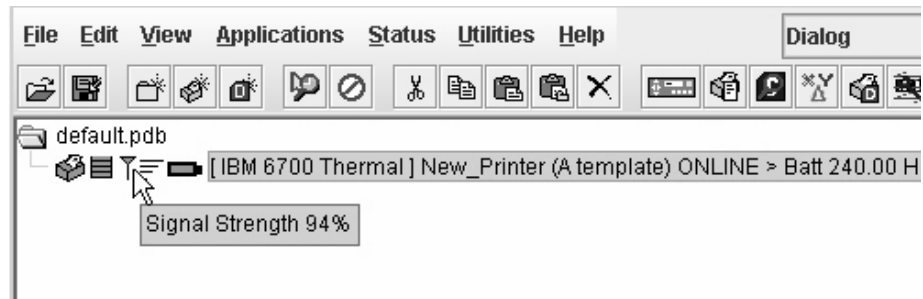 File Edit View Applications Status Utilities Help Dialog
default.pdb
[ IBM 6700 Thermal ] New_Printer (A template) ONLINE > Batt 240.00 H
Signal Strength 94%